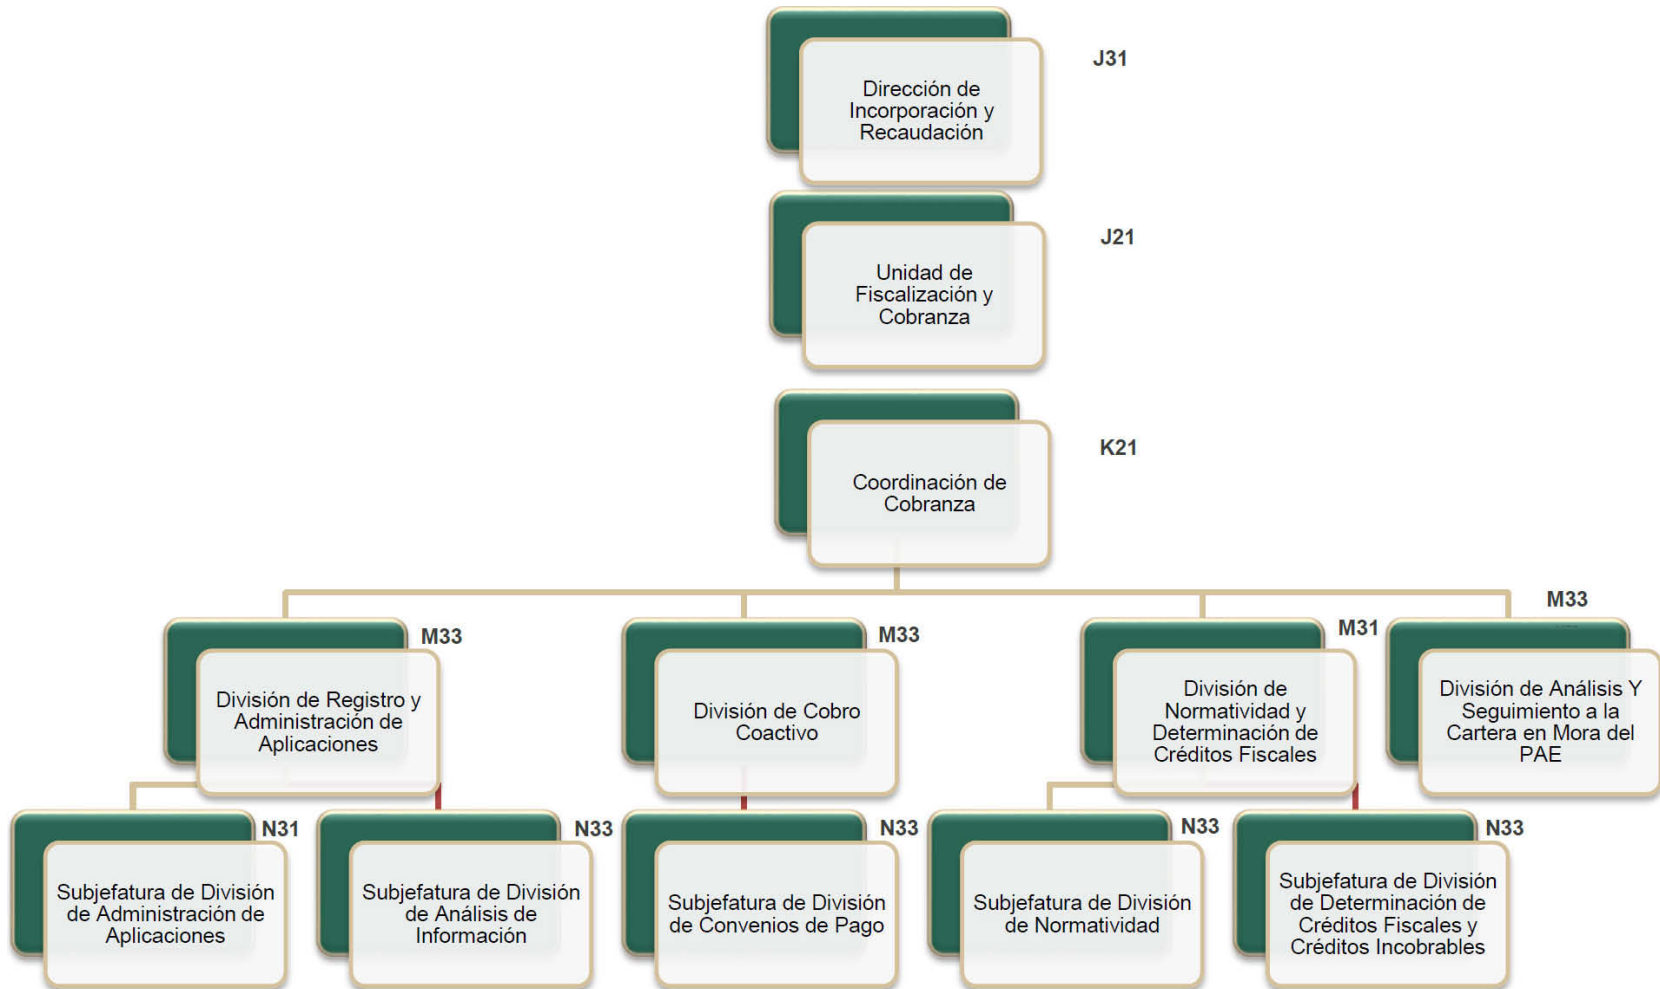 J31
Dirección de
Incorporación y
Recaudación
J21
Unidad de
Fiscalización y
Cobranza
K21
Coordinación de
Cobranza
M33
División de Registro y
Administración de
Aplicaciones
M33
División de Cobro
Coactivo
M31
División de
Normatividad y
Determinación de
Créditos Fiscales
M33
División de Análisis Y
Seguimiento a la
Cartera en Mora del
PAE
N31
Subjefatura de División
de Administración de
Aplicaciones
N33
Subjefatura de División
de Análisis de
Información
N33
Subjefatura de División
de Convenios de Pago
N33
Subjefatura de División
de Normatividad
N33
Subjefatura de División
de Determinación de
Créditos Fiscales y
Créditos Incobrables